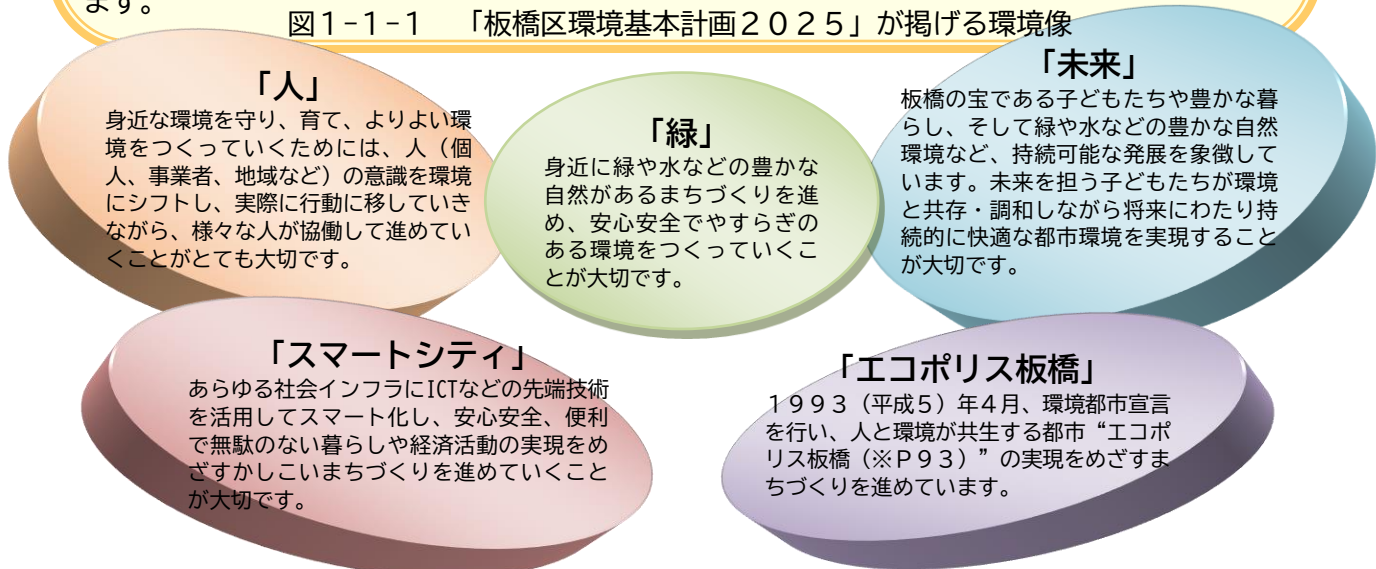 ます。
図1-1-1 「板橋区環境基本計画2025」が掲げる環境像
「人」
身近な環境を守り、育て、よりよい環
境をつくっていくためには、人（個
人、事業者、地域など）の意識を環境
にシフトし、実際に行動に移していき
ながら、様々な人が協働して進めてい
くことがとても大切です。
「緑」
身近に緑や水などの豊かな
自然があるまちづくりを進
め、安心安全でやすらぎの
ある環境をつくっていくこ
とが大切です。
「未来」
板橋の宝である子どもたちや豊かな暮
らし、そして緑や水などの豊かな自然
環境など、持続可能な発展を象徴して
います。未来を担う子どもたちが環境
と共存・調和しながら将来にわたり持
続的に快適な都市環境を実現すること
が大切です。
「スマートシティ」
あらゆる社会インフラにICTなどの先端技術
を活用してスマート化し、安心安全、便利
で無駄のない暮らしや経済活動の実現をめ
ざすかしこいまちづくりを進めていくこと
が大切です。
「エコポリス板橋」
１９９３（平成５）年４月、環境都市宣言
を行い、人と環境が共生する都市“エコポ
リス板橋（※Ｐ９３）”の実現をめざすま
ちづくりを進めています。